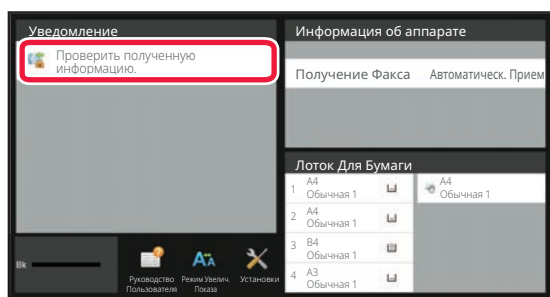 Уведомление
Проверить полученную
информацию.
Информация об аппарате
Получение Факса Автоматическ. Прием
Лоток Для Бумаги
1 A4
Обычная 1
A4
Обычная 1
2 A4
Обычная 1
3 B4
Обычная 1
4 A3
Обычная 1
Bk
Руководство
Пользователя
Режим Увелич.
Показа
Установки